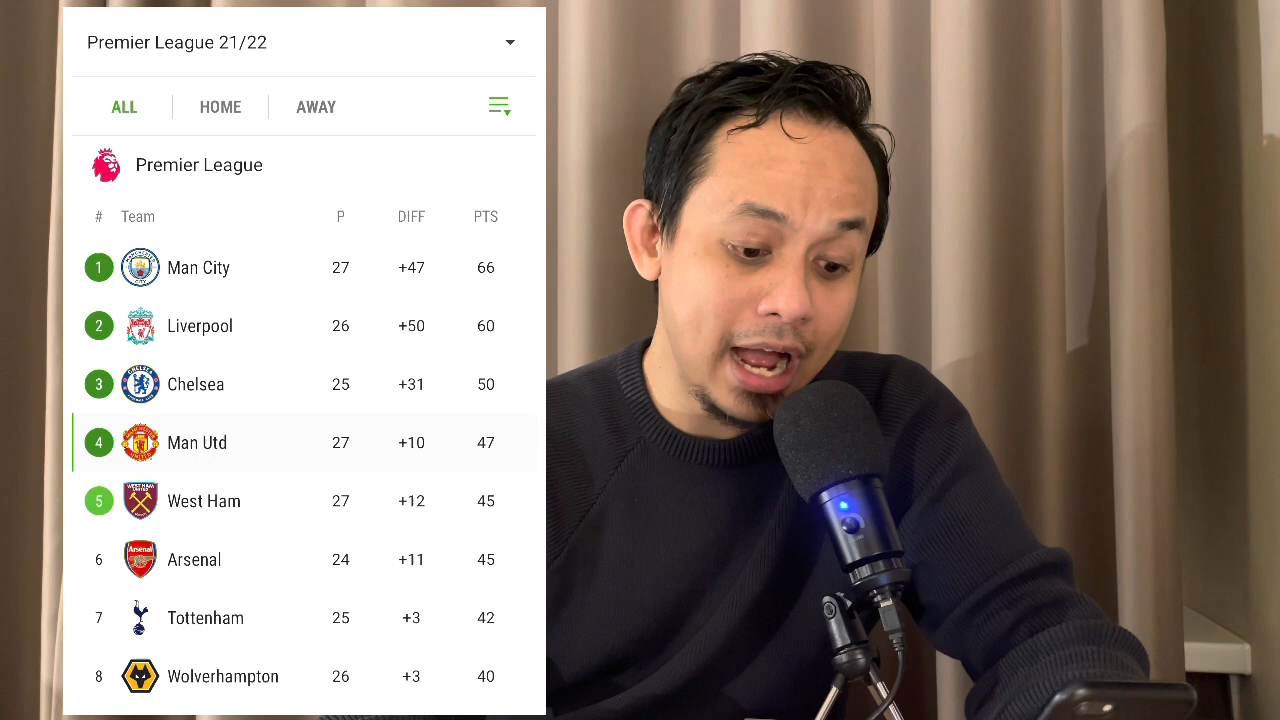 Premier League 21/22
ALL HOME AWAY
Premier League
# Team P DIFF PTS
1 Man City 27 +47 66
2 Liverpool 26 +50 60
3 Chelsea 25 +31 50
4 Man Utd 27 +10 47
5 West Ham 27 +12 45
6 Arsenal 24 +11 45
7 Tottenham 25 +3 42
8 Wolverhampton 26 +3 40